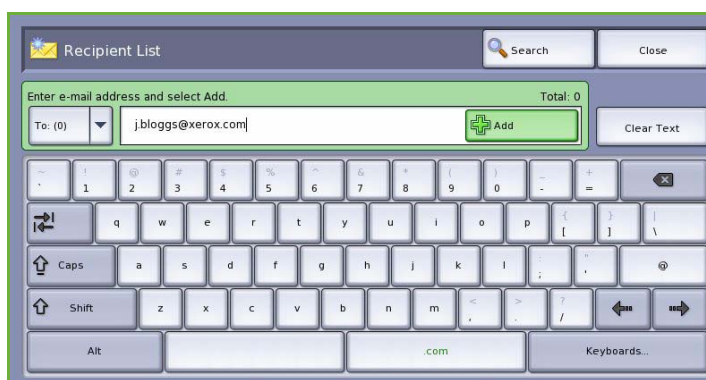 Recipient List Search Close
Enter e-mail address and select Add. Total: 0
To: (0) j.bloggs@xerox.com Add Clear Text
~ ! @ # $ % ^ & * ( ) _ +
` 1 2 3 4 5 6 7 8 9 0 - =
q w e r t y u i o p { [ } ] | \
Caps a s d f g h j k l : ; " ' @
Shift z x c v b n m < , > . ? /
Alt .com Keyboards...